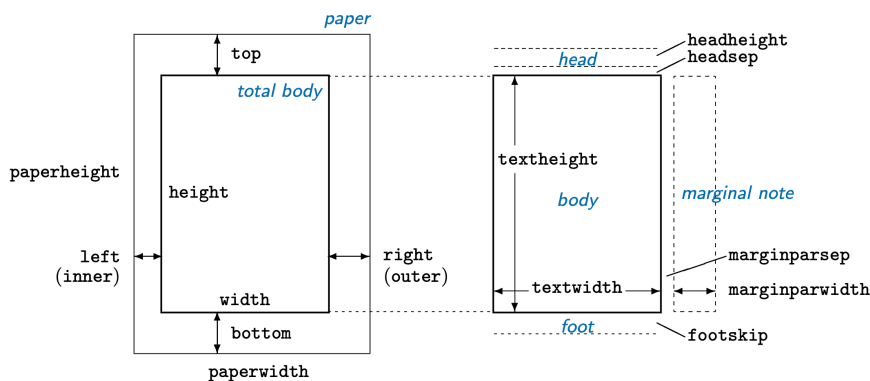 paper
top
total body
paperheight
height
left
(inner)
right
(outer)
width
bottom
paperwidth
headheight
head
headsep
textheight
body
marginal note
marginparsep
textwidth
marginparwidth
foot
footskip